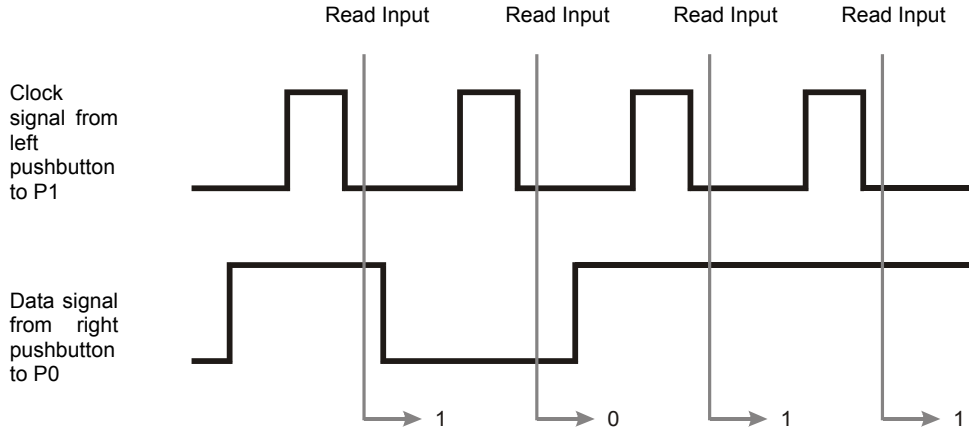 Read Input Read Input Read Input Read Input
Clock
signal from
left
pushbutton
to P1
Data signal
from right
pushbutton
to P0
1 0 1 1